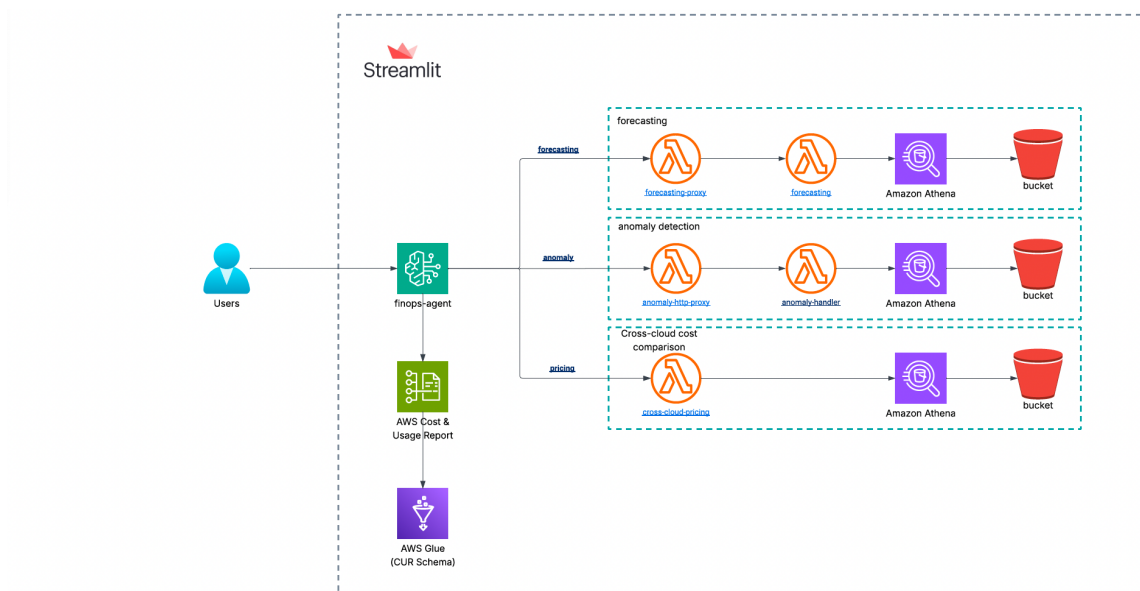 Streamlit
forecasting
forecasting
forecasting-proxy
forecasting
Amazon Athena
bucket
anomaly detection
anomaly
anomaly-http-proxy
anomaly-handler
Amazon Athena
bucket
Users
finops-agent
Cross-cloud cost
comparison
pricing
cross-cloud-pricing
Amazon Athena
bucket
AWS Cost &
Usage Report
AWS Glue
(CUR Schema)